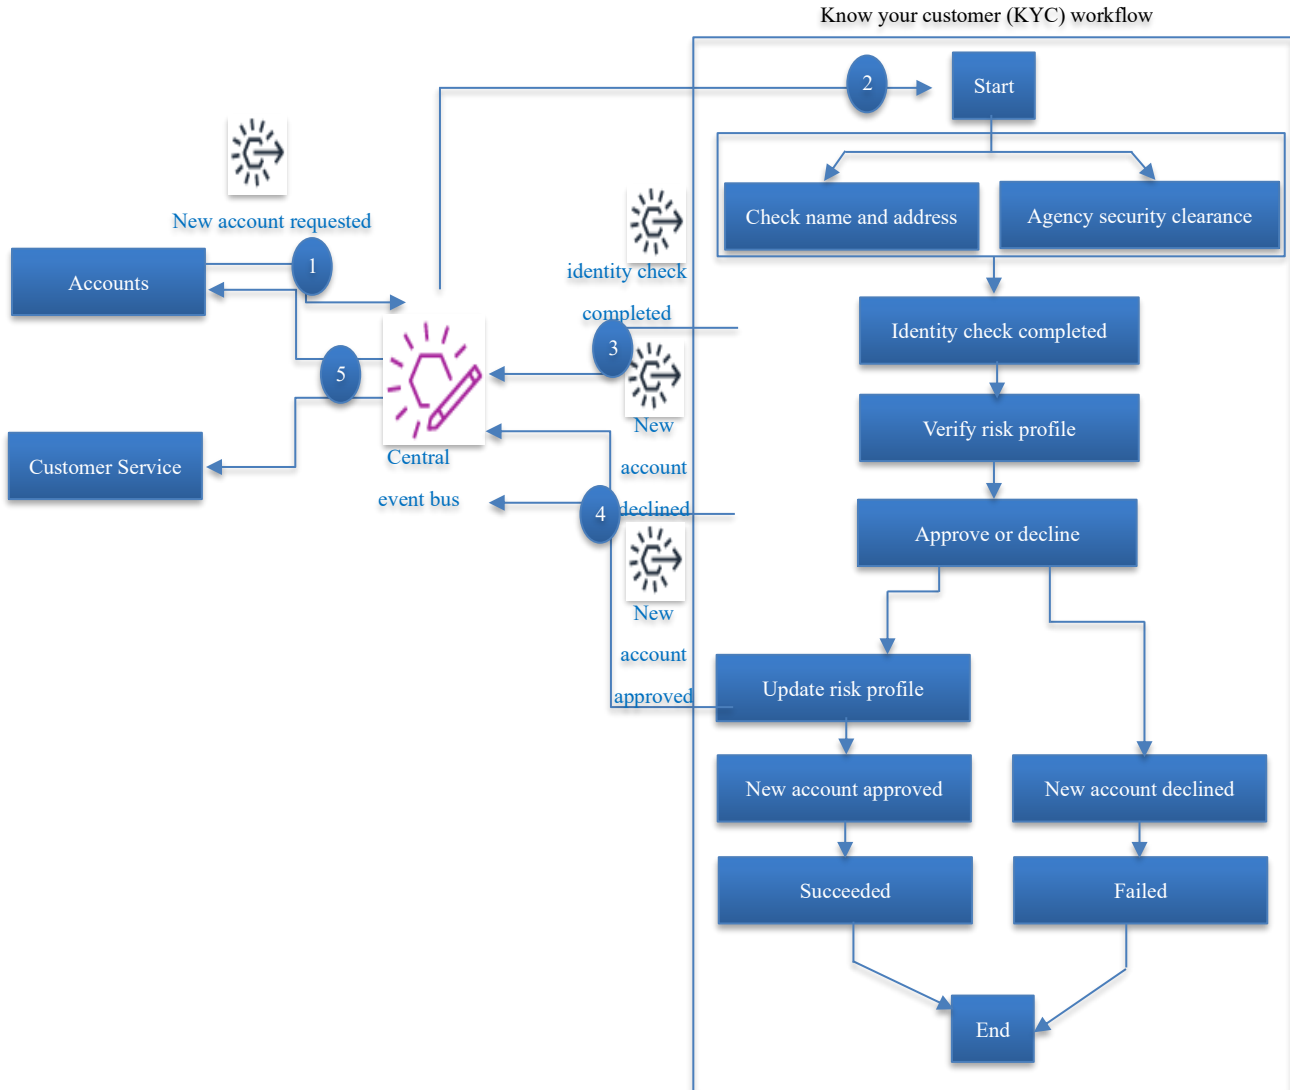 Know your customer (KYC) workflow
2
Start
New account requested
1
Accounts
Check name and address
Agency security clearance
identity check
completed
3
Identity check completed
5
New
account
declined
Verify risk profile
Customer Service
Central
event bus
4
Approve or decline
New
account
approved
Update risk profile
New account approved
New account declined
Succeeded
Failed
End